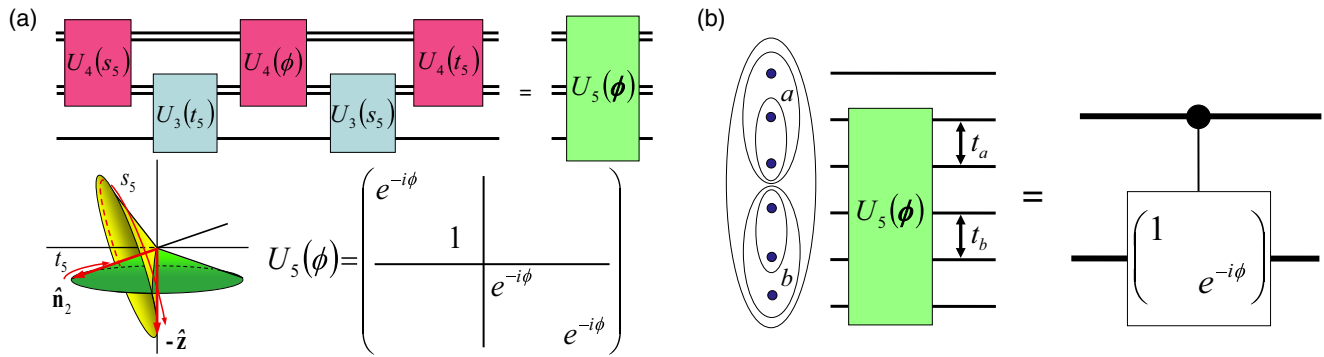 (a)
U₄(s₅) U₄(ϕ) U₄(t₅)
U₃(t₅) U₃(s₅)
= U₅(ϕ)
s₅
t₅
n̂₂
-ẑ
U₅(ϕ)=
e^{-iϕ}
1
e^{-iϕ}
e^{-iϕ}
(b)
a
b
U₅(ϕ)
t_a
t_b
=
1
e^{-iϕ}